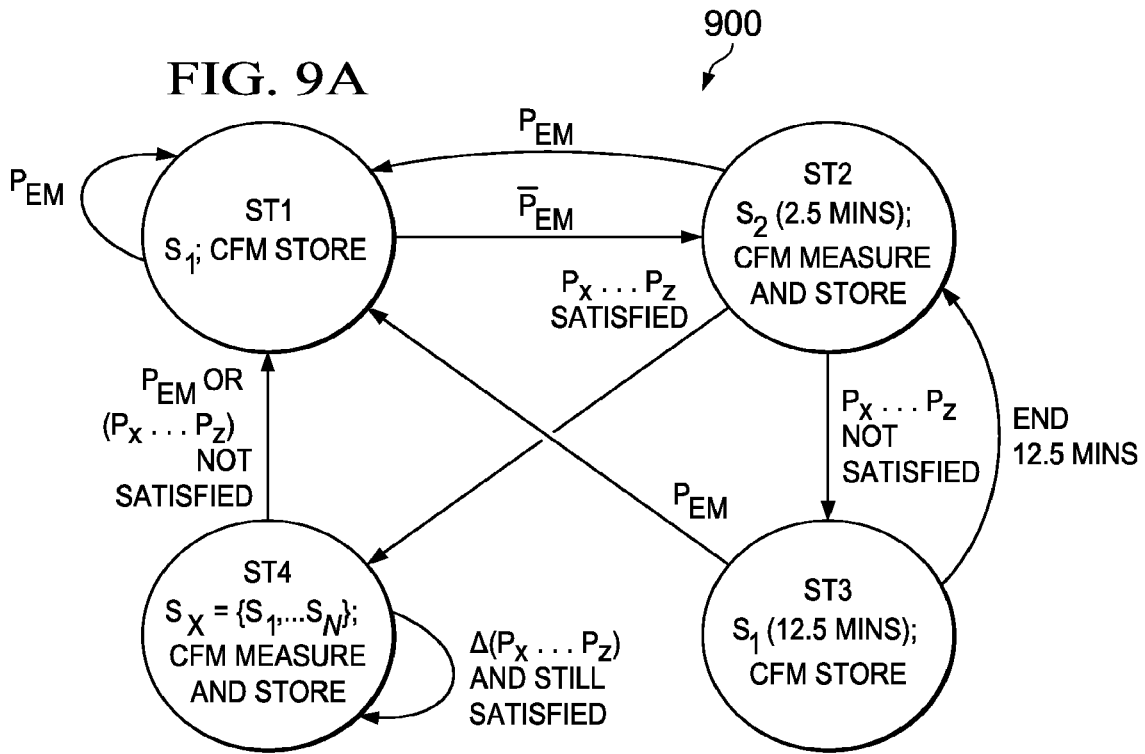 900
FIG. 9A
P_EM
ST1
S_1; CFM STORE
P_EM
P̅_EM
ST2
S_2 (2.5 MINS);
CFM MEASURE
AND STORE
P_X . . . P_Z
SATISFIED
P_EM OR
(P_X . . . P_Z)
NOT
SATISFIED
P_X . . . P_Z
NOT
SATISFIED
END
12.5 MINS
P_EM
ST4
S_X = {S_1,...S_N};
CFM MEASURE
AND STORE
Δ(P_X . . . P_Z)
AND STILL
SATISFIED
ST3
S_1 (12.5 MINS);
CFM STORE